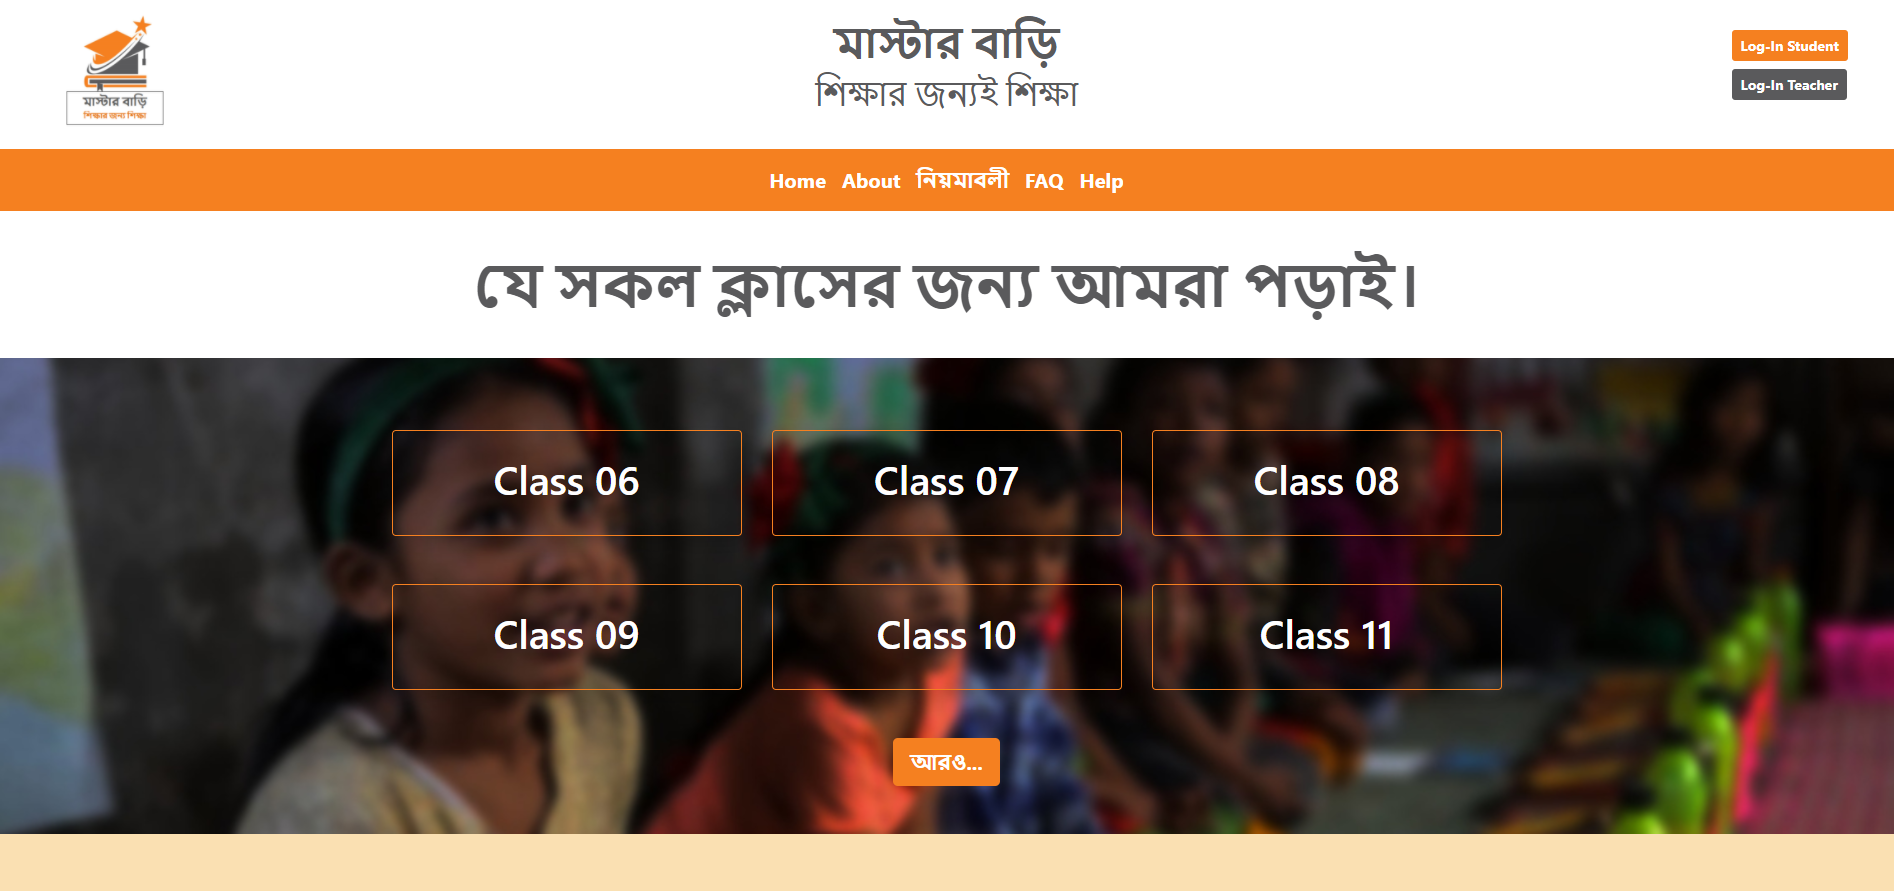 মাস্টার বাড়ি
শিক্ষার জন্য শিক্ষা
মাস্টার বাড়ি
শিক্ষার জন্যই শিক্ষা
Log-In Student
Log-In Teacher
Home About নিয়মাবলী FAQ Help
যে সকল ক্লাসের জন্য আমরা পড়াই।
Class 06 Class 07 Class 08
Class 09 Class 10 Class 11
আরও...